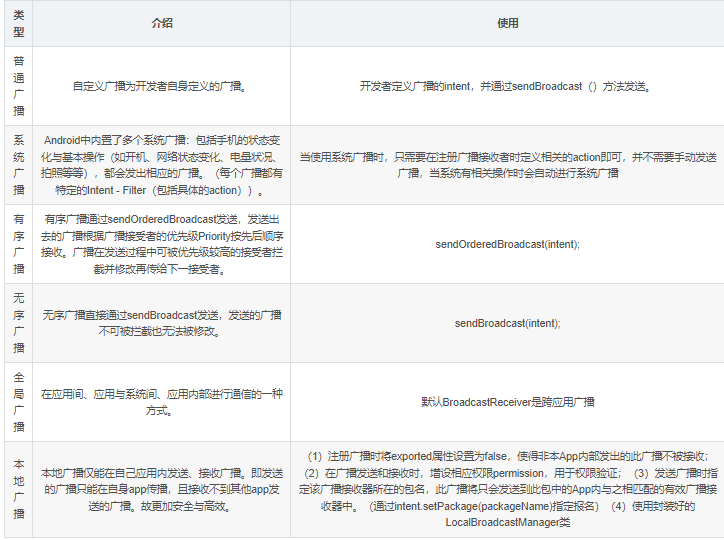 类型
介绍
使用
普通广播
自定义广播为开发者自身定义的广播。
开发者定义广播的intent，并通过sendBroadcast（）方法发送。
系统广播
Android中内置了多个系统广播：包括手机的状态变
化与基本操作（如开机、网络状态变化、电量状况、
拍照等等），都会发出相应的广播。（每个广播都有
特定的Intent - Filter（包括具体的action））。
当使用系统广播时，只需要在注册广播接收者时定义相关的action即可，并不需要手动发送
广播，当系统有相关操作时会自动进行系统广播
有序广播
有序广播通过sendOrderedBroadcast发送，发送出
去的广播根据广播接受者的优先级Priority按先后顺序
接收。广播在发送过程中可被优先级较高的接受者拦
截并修改再传给下一接受者。
sendOrderedBroadcast(intent);
无序广播
无序广播直接通过sendBroadcast发送，发送的广播
不可被拦截也无法被修改。
sendBroadcast(intent);
全局广播
在应用间、应用与系统间、应用内部进行通信的一种
方式。
默认BroadcastReceiver是跨应用广播
本地广播
本地广播仅能在自己应用内发送、接收广播。即发送
的广播只能在自身app传播，且接收不到其他app发
送的广播。故更加安全与高效。
（1）注册广播时将exported属性设置为false，使得非本App内部发出的此广播不被接收；
（2）在广播发送和接收时，增设相应权限permission，用于权限验证；（3）发送广播时指
定该广播接收器所在的包名，此广播将只会发送到此包中的App内与之相匹配的有效广播接
收器中。（通过intent.setPackage(packageName)指定报名）（4）使用封装好的
LocalBroadcastManager类